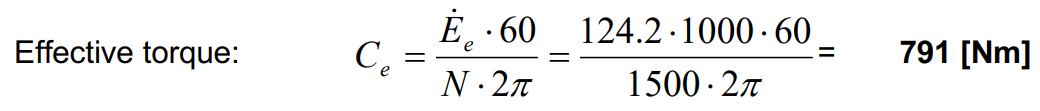 Effective torque: C_e = (Ė_e · 60) / (N · 2π) = (124.2 · 1000 · 60) / (1500 · 2π) = 791 [Nm]